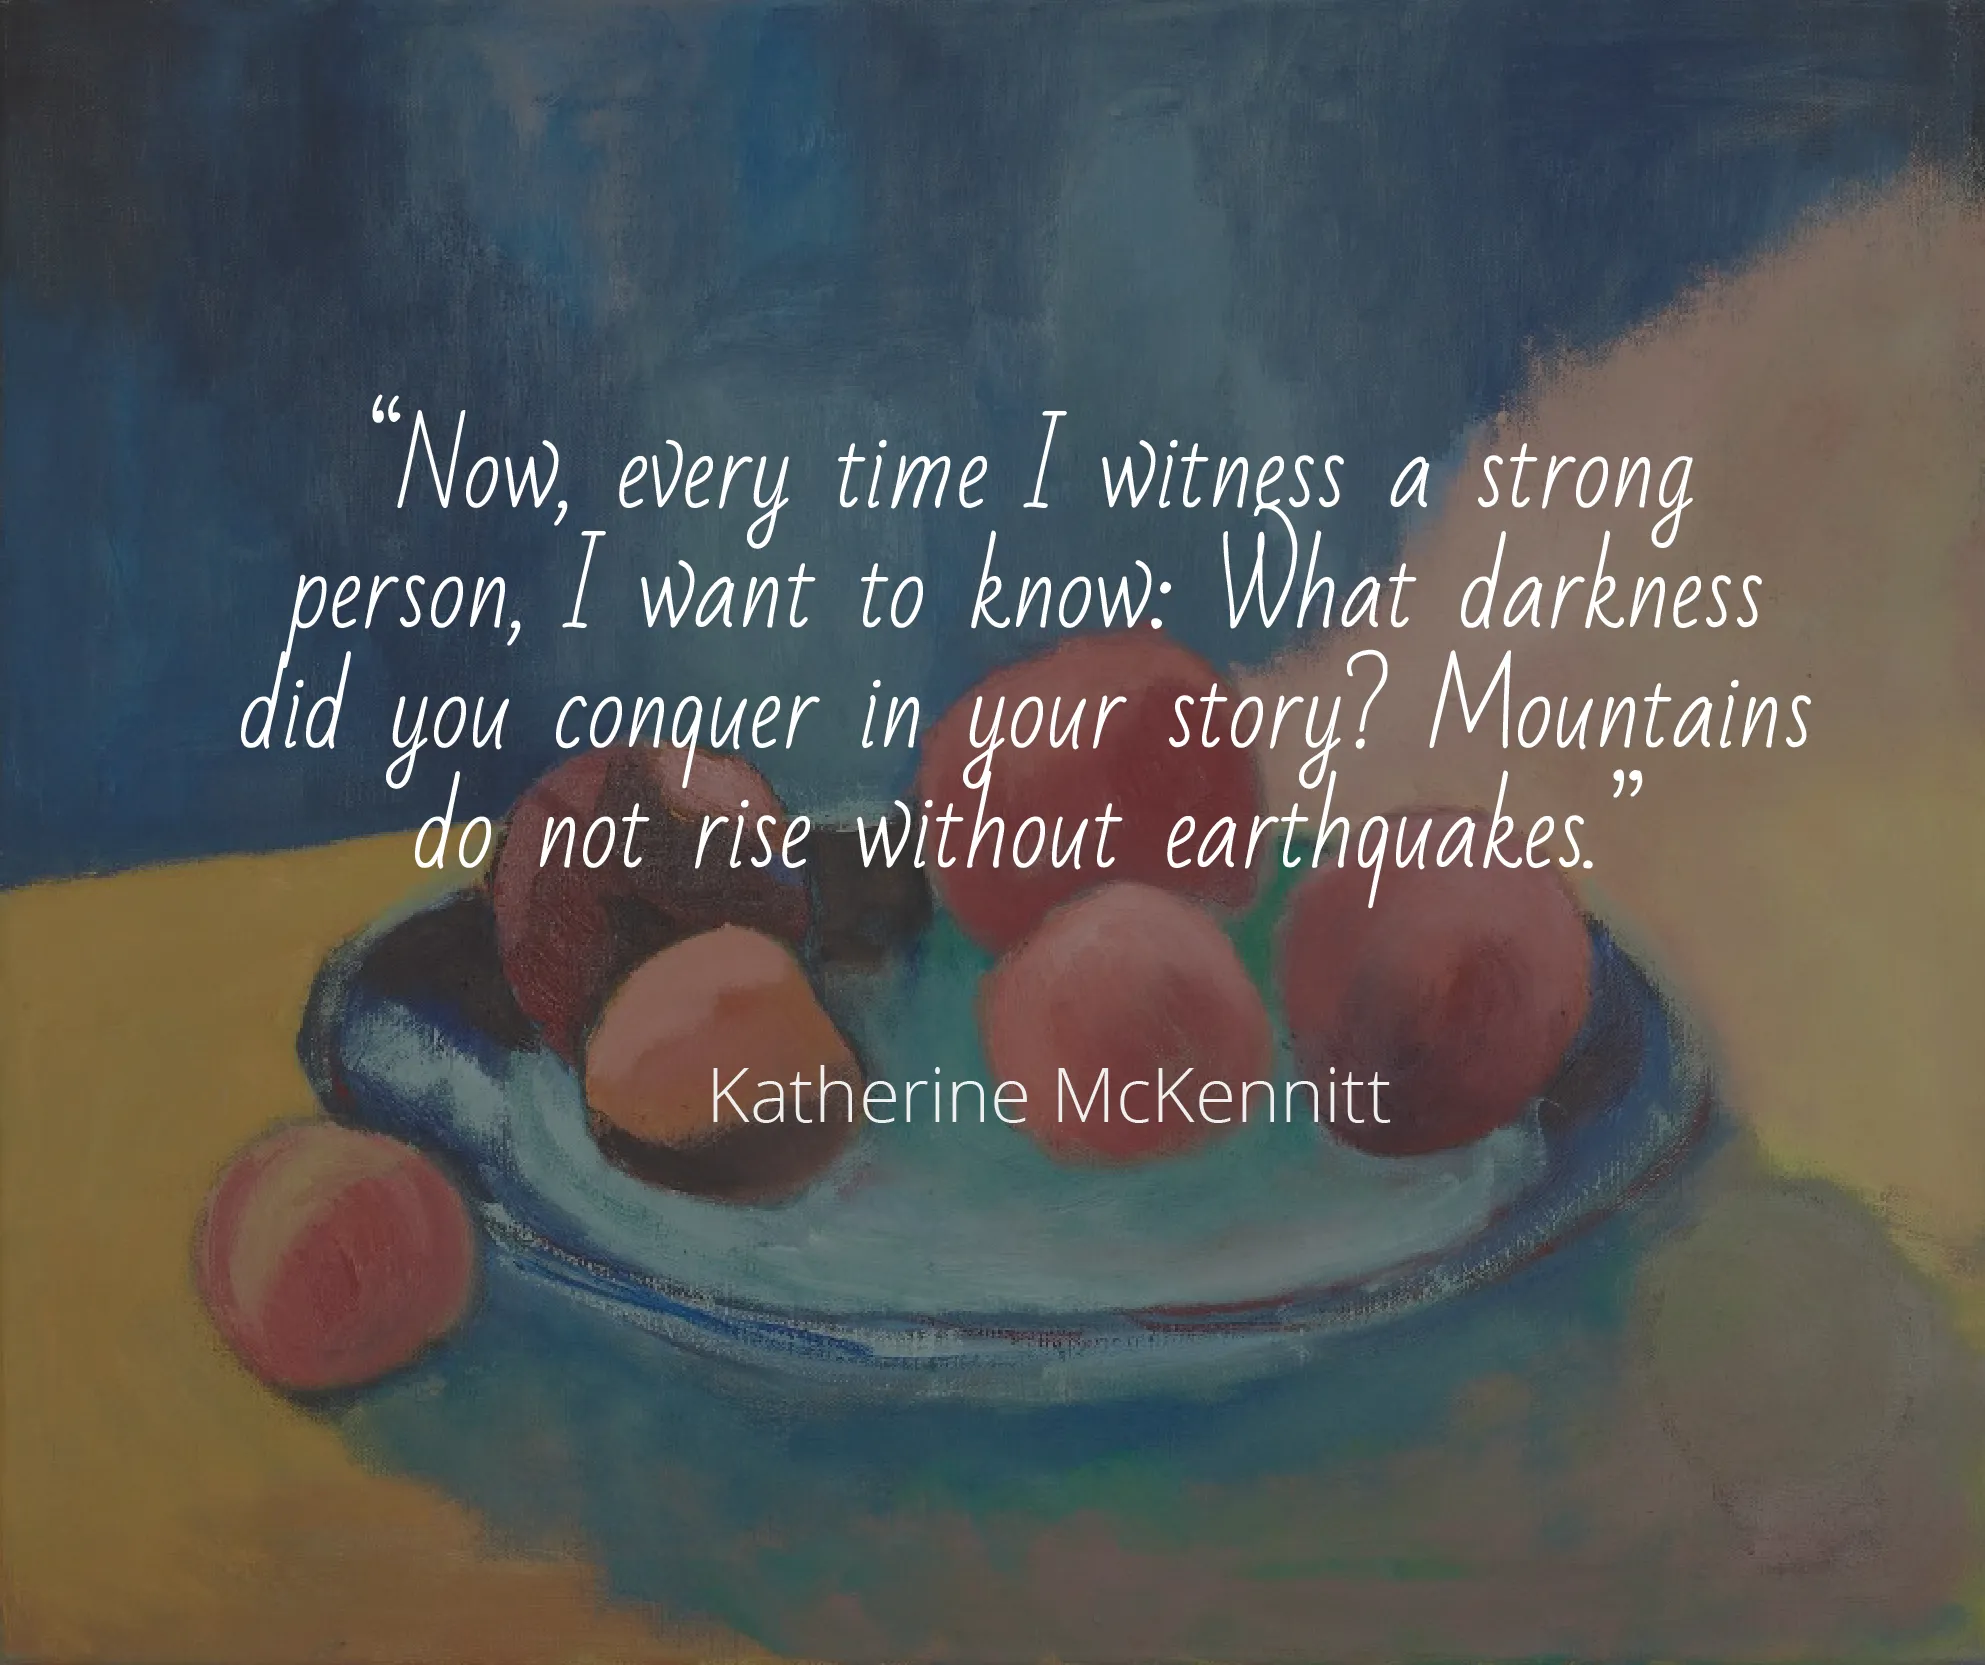 “Now, every time I witness a strong
person, I want to know: What darkness
did you conquer in your story? Mountains
do not rise without earthquakes.”
Katherine McKennitt